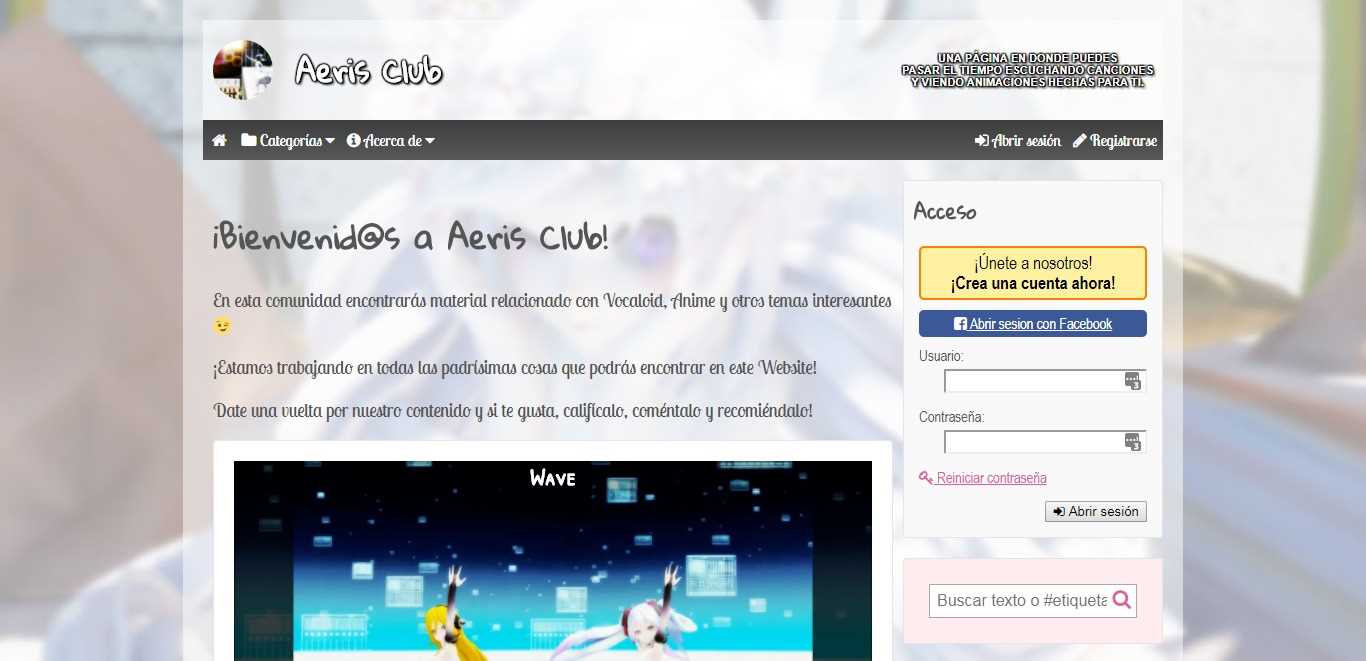 Aeris Club
UNA PÁGINA EN DONDE PUEDES
PASAR EL TIEMPO ESCUCHANDO CANCIONES
Y VIENDO ANIMACIONES HECHAS PARA TI.
Categorías
Acerca de
Abrir sesión
Registrarse
¡Bienvenid@s a Aeris Club!
En esta comunidad encontrarás material relacionado con Vocaloid, Anime y otros temas interesantes
😉
¡Estamos trabajando en todas las padrísimas cosas que podrás encontrar en este Website!
Date una vuelta por nuestro contenido y si te gusta, califícalo, coméntalo y recomiéndalo!
Wave
Acceso
¡Únete a nosotros!
¡Crea una cuenta ahora!
Abrir sesion con Facebook
Usuario:
3
Contraseña:
3
Reiniciar contraseña
Abrir sesión
Buscar texto o #etiqueta